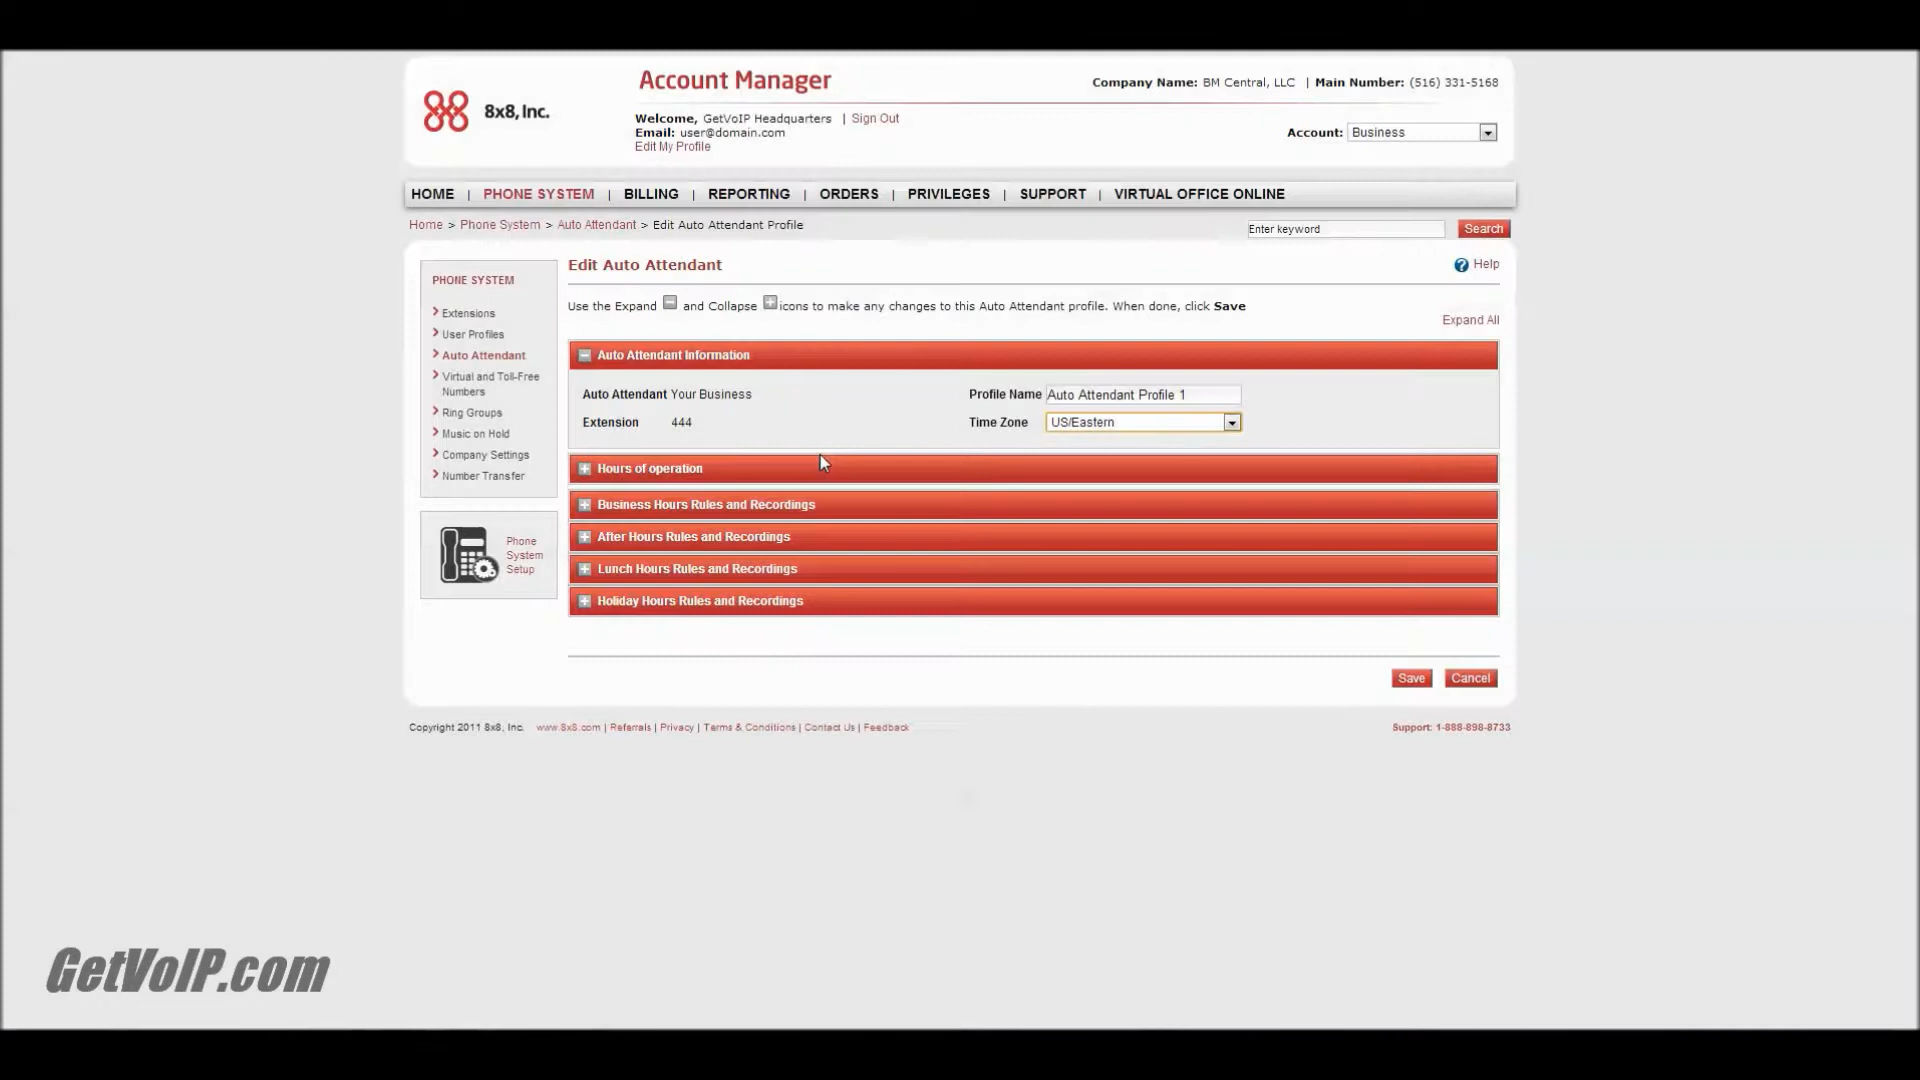 Account Manager
Company Name: BM Central, LLC | Main Number: (516) 331-5168
8x8, Inc.
Welcome, GetVoIP Headquarters | Sign Out
Email: user@domain.com
Account: Business
Edit My Profile
HOME | PHONE SYSTEM | BILLING | REPORTING | ORDERS | PRIVILEGES | SUPPORT | VIRTUAL OFFICE ONLINE
Home > Phone System > Auto Attendant > Edit Auto Attendant Profile
Enter keyword
Search
PHONE SYSTEM
Extensions
User Profiles
Auto Attendant
Virtual and Toll-Free
Numbers
Ring Groups
Music on Hold
Company Settings
Number Transfer
Phone
System
Setup
Edit Auto Attendant
Help
Use the Expand and Collapse icons to make any changes to this Auto Attendant profile. When done, click Save
Expand All
Auto Attendant Information
Auto Attendant Your Business
Profile Name Auto Attendant Profile 1
Extension 444
Time Zone US/Eastern
Hours of operation
Business Hours Rules and Recordings
After Hours Rules and Recordings
Lunch Hours Rules and Recordings
Holiday Hours Rules and Recordings
Save
Cancel
Copyright 2011 8x8, Inc. www.8x8.com | Referrals | Privacy | Terms & Conditions | Contact Us | Feedback
Support: 1-888-898-8733
GetVoIP.com